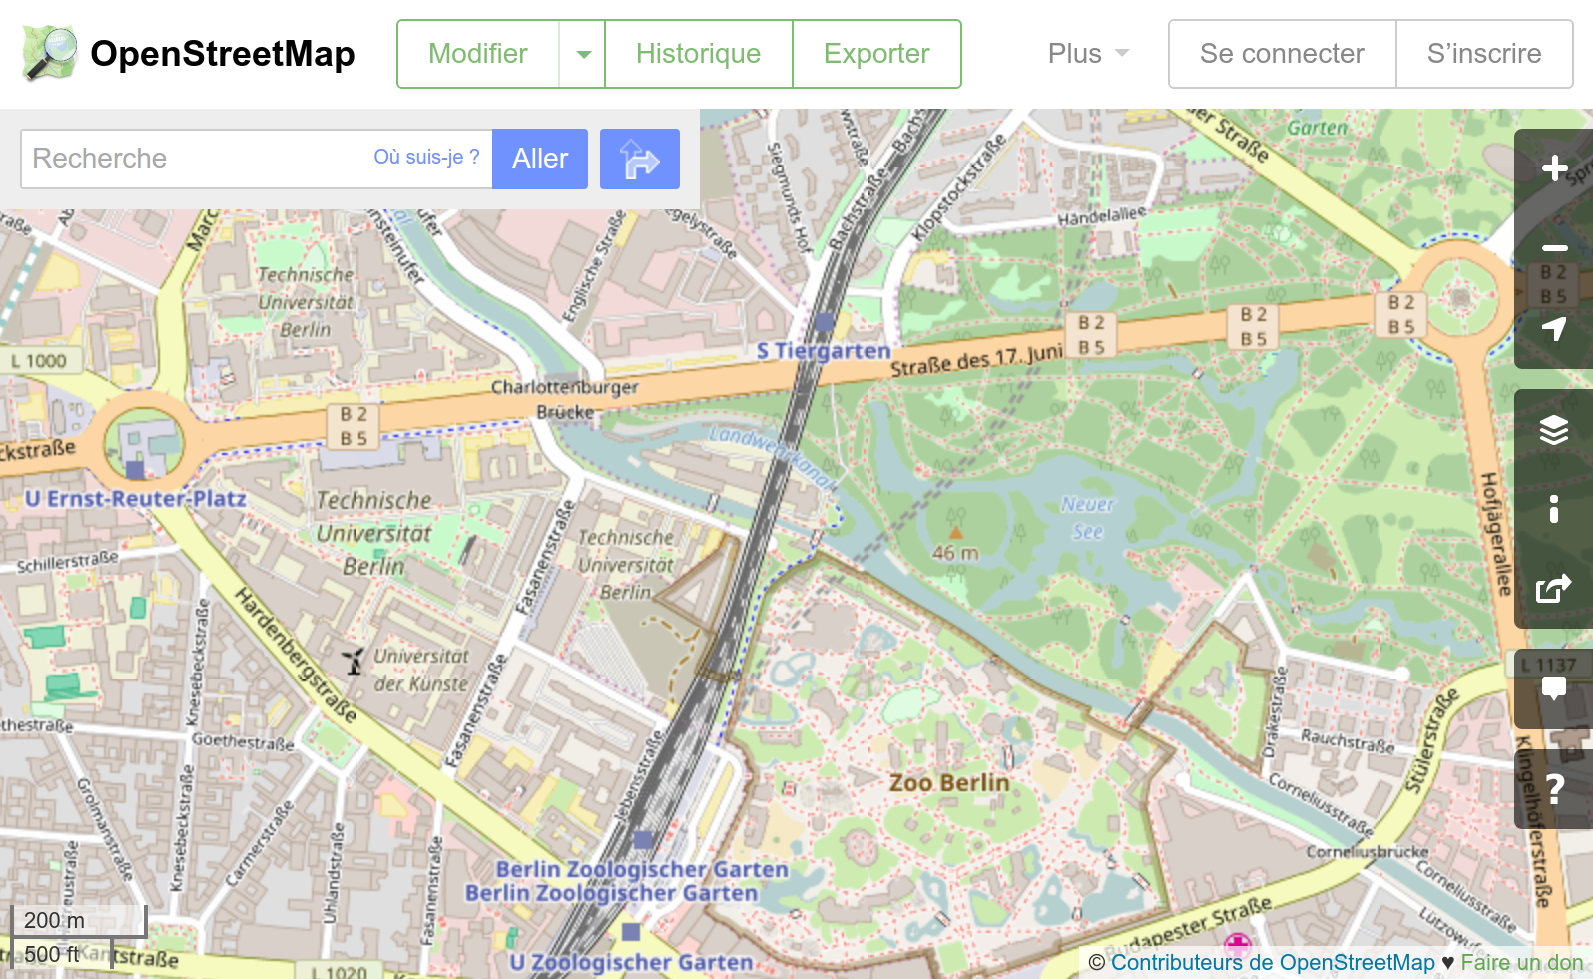 OpenStreetMap
Modifier
Historique
Exporter
Plus
Se connecter
S’inscrire
Recherche
Où suis-je ?
Aller
Garten
Siegmunds Hof
Bachstraße
Bachstraße
Klopstockstraße
Händelallee
Englische Straße
Technische
Universität
Berlin
L 1000
S Tiergarten
Straße des 17. Juni
B 2
B 5
B 2
B 5
B 2
B 5
B 2
B 5
Charlottenburger
Brücke
B 2
B 5
Landwehrkanal
U Ernst-Reuter-Platz
Technische
Universität
Berlin
Technische
Universität
Berlin
Neuer
See
46 m
Hofjägerallee
Schillerstraße
Fasanenstraße
Hardenbergstraße
Knesebeckstraße
Universität
der Künste
L 1137
Fasanenstraße
Goethestraße
Jebensstraße
Zoo Berlin
Drakestraße
Rauchstraße
Stülerstraße
Klingelhöferstraße
Corneliusstraße
Corneliusbrücke
Corneliusstraße
Grolmanstraße
Knesebeckstraße
Carmerstraße
Uhlandstraße
Fasanenstraße
Berlin Zoologischer Garten
Berlin Zoologischer Garten
U Zoologischer Garten
Budapester Straße
200 m
500 ft
Kantstraße
L 1020
?
© Contributeurs de OpenStreetMap ♥ Faire un don